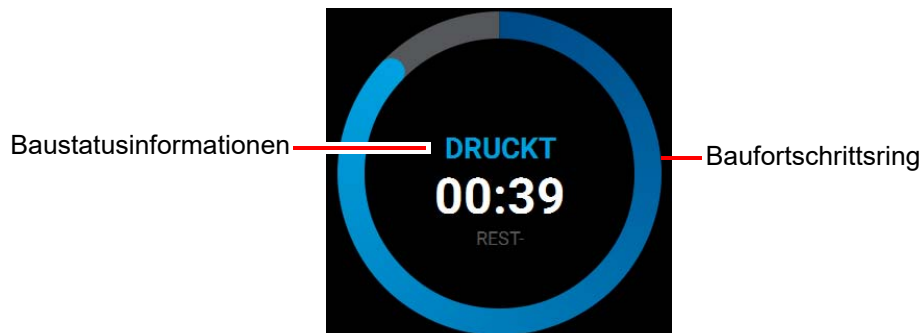 Baustatusinformationen
DRUCKT
00:39
REST-
Baufortschrittsring